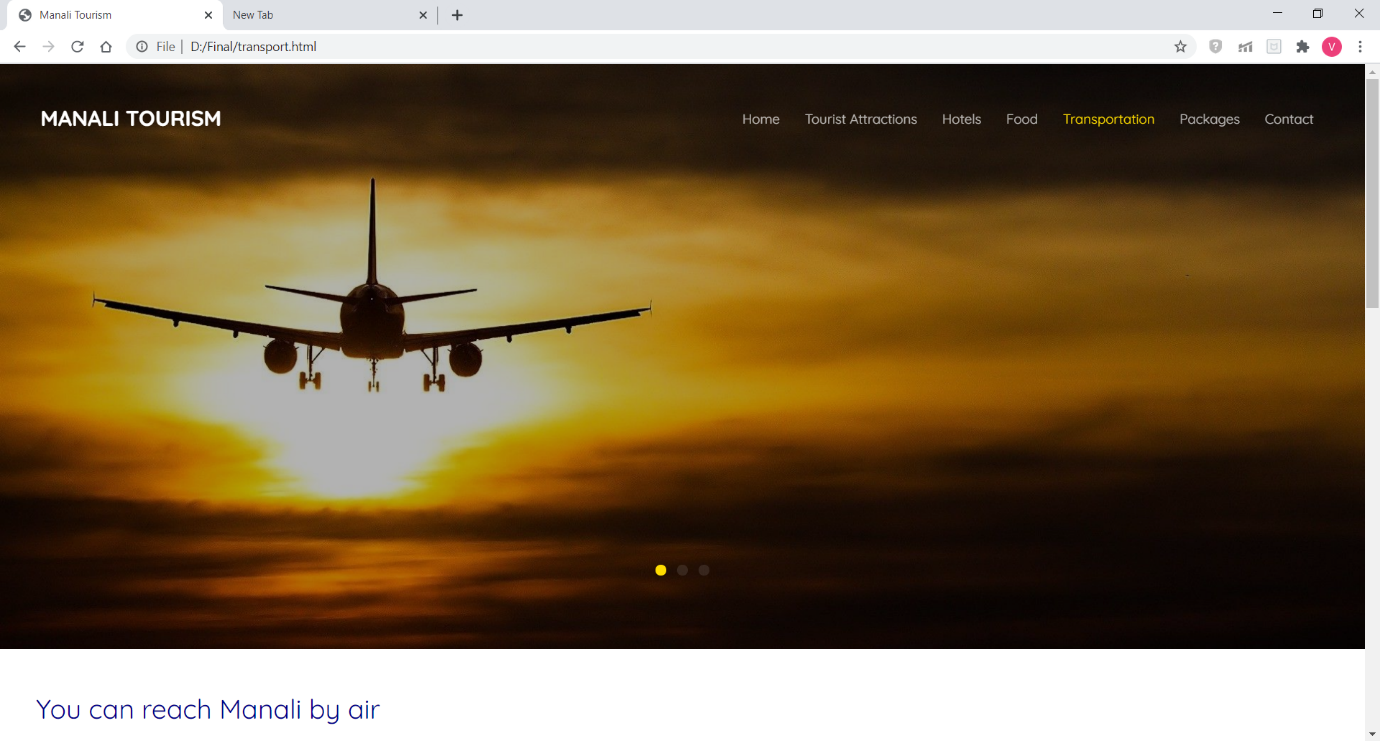 Manali Tourism
New Tab
File | D:/Final/transport.html
V
MANALI TOURISM
Home Tourist Attractions Hotels Food Transportation Packages Contact
You can reach Manali by air